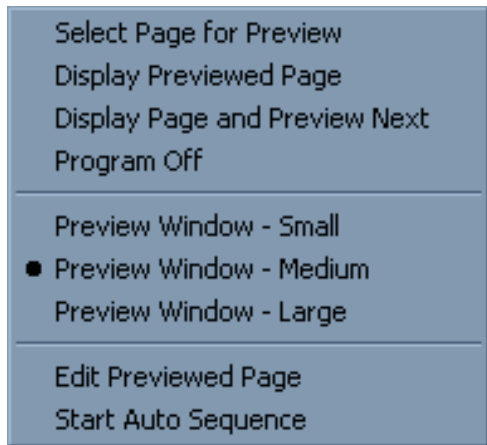 Select Page for Preview
Display Previewed Page
Display Page and Preview Next
Program Off
Preview Window - Small
Preview Window - Medium
Preview Window - Large
Edit Previewed Page
Start Auto Sequence